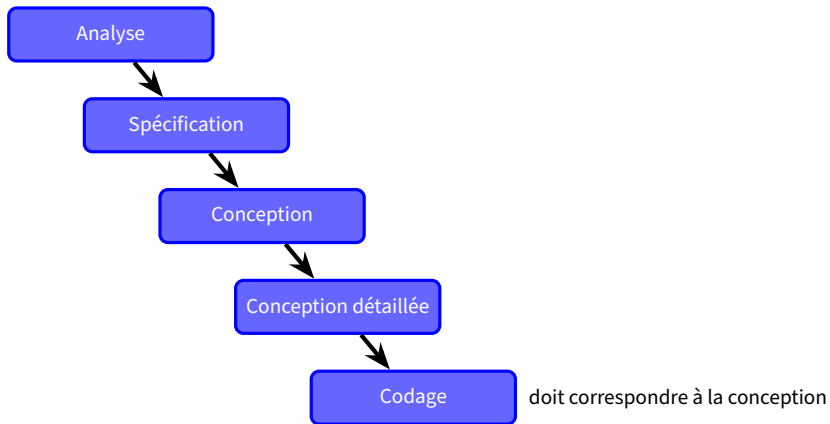 Analyse
Spécification
Conception
Conception détaillée
Codage
doit correspondre à la conception